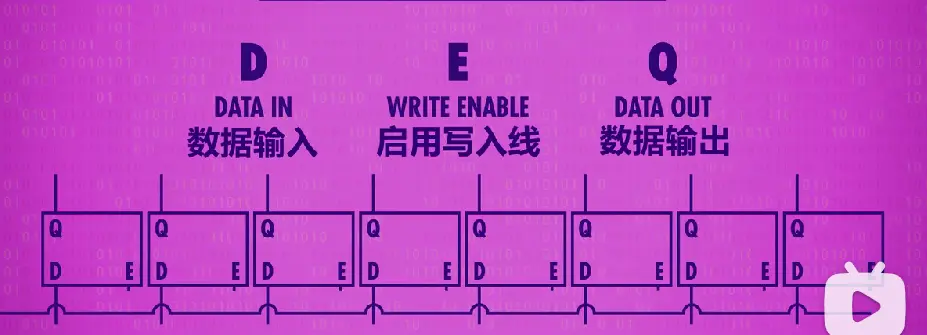 D E Q
DATA IN WRITE ENABLE DATA OUT
数据输入 启用写入线 数据输出
Q Q Q Q Q Q Q Q
D E D E D E D E D E D E D E D E